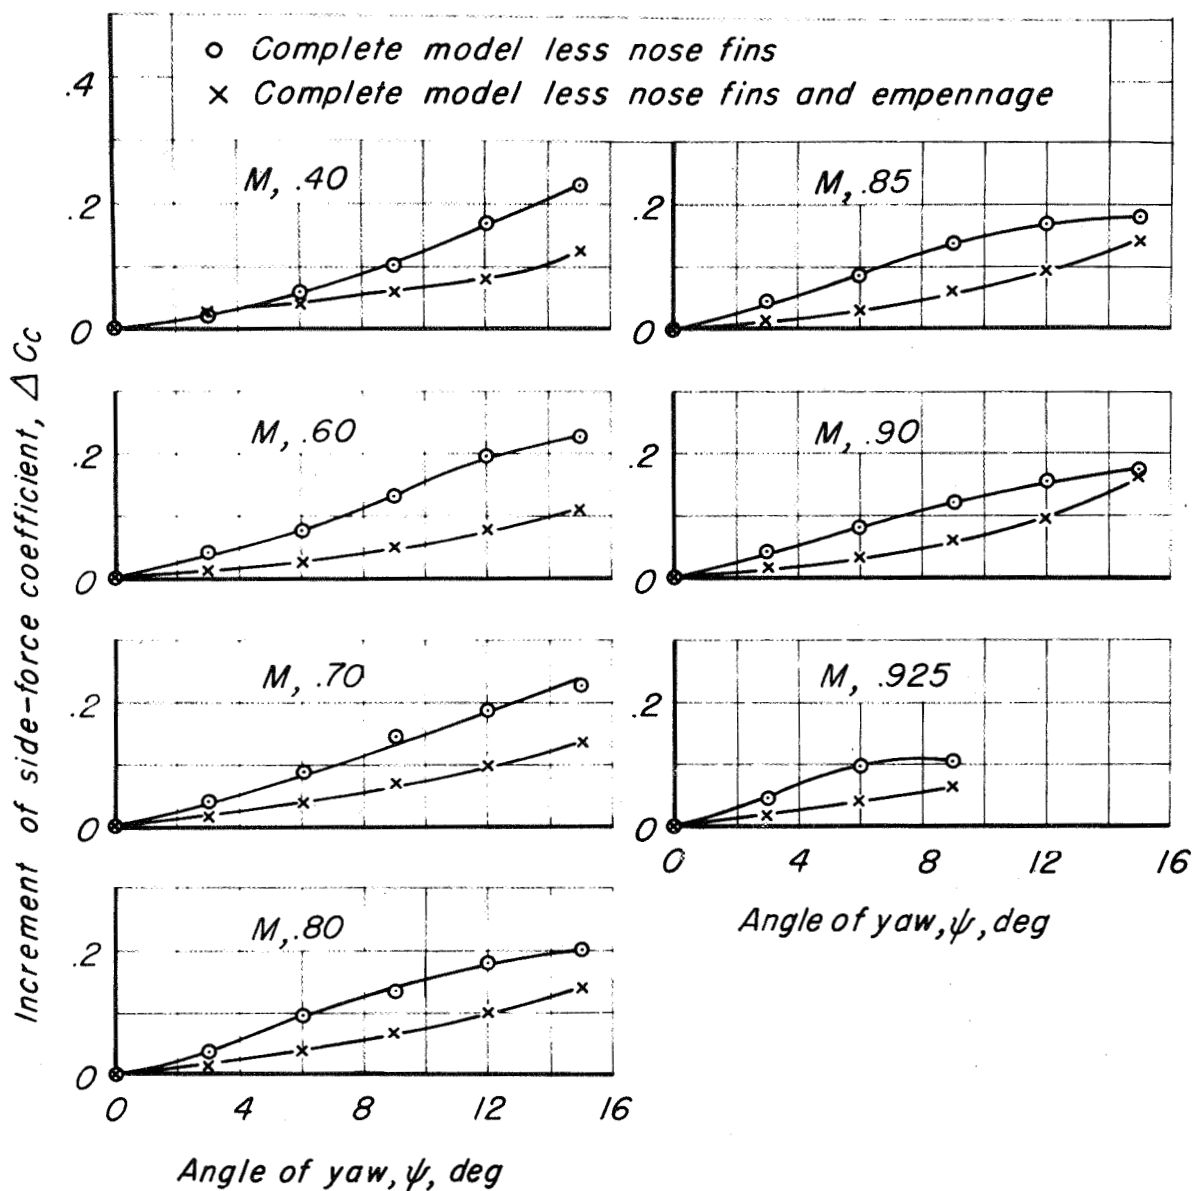 Complete model less nose fins
Complete model less nose fins and empennage
Increment of side-force coefficient, Δ Cc
.4
M, .40
.2
0
M, .85
.2
0
M, .60
.2
0
M, .90
.2
0
M, .70
.2
0
M, .925
.2
0
0 4 8 12 16
Angle of yaw, ψ, deg
M, .80
.2
0
0 4 8 12 16
Angle of yaw, ψ, deg